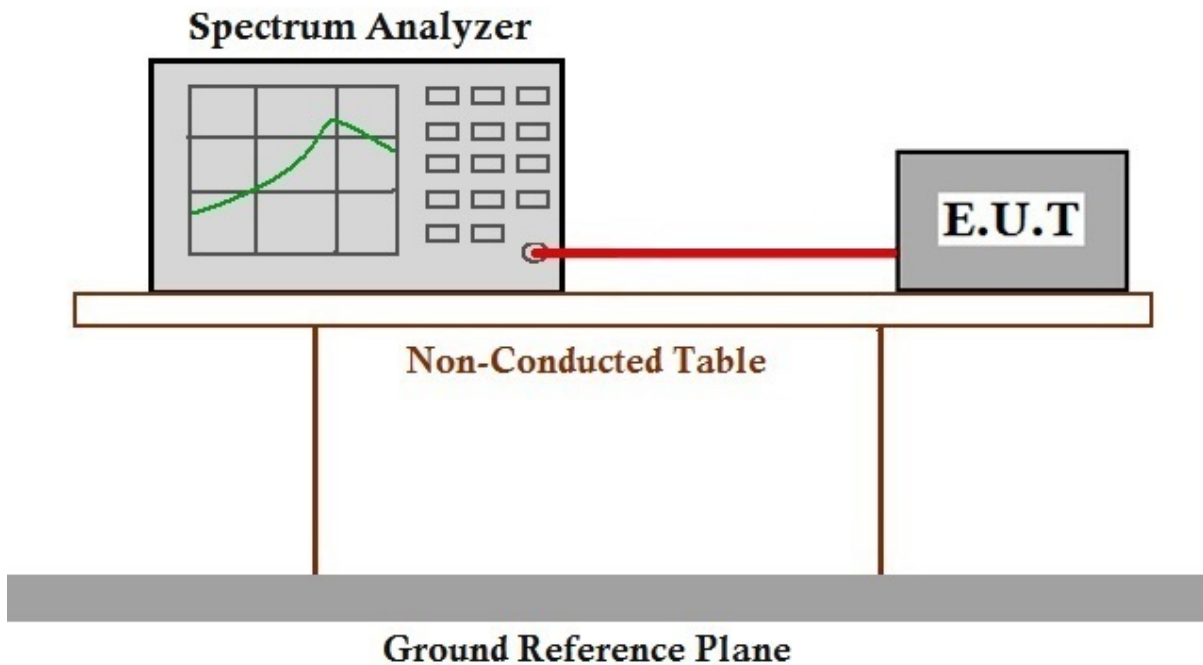 Spectrum Analyzer
E.U.T
Non-Conducted Table
Ground Reference Plane